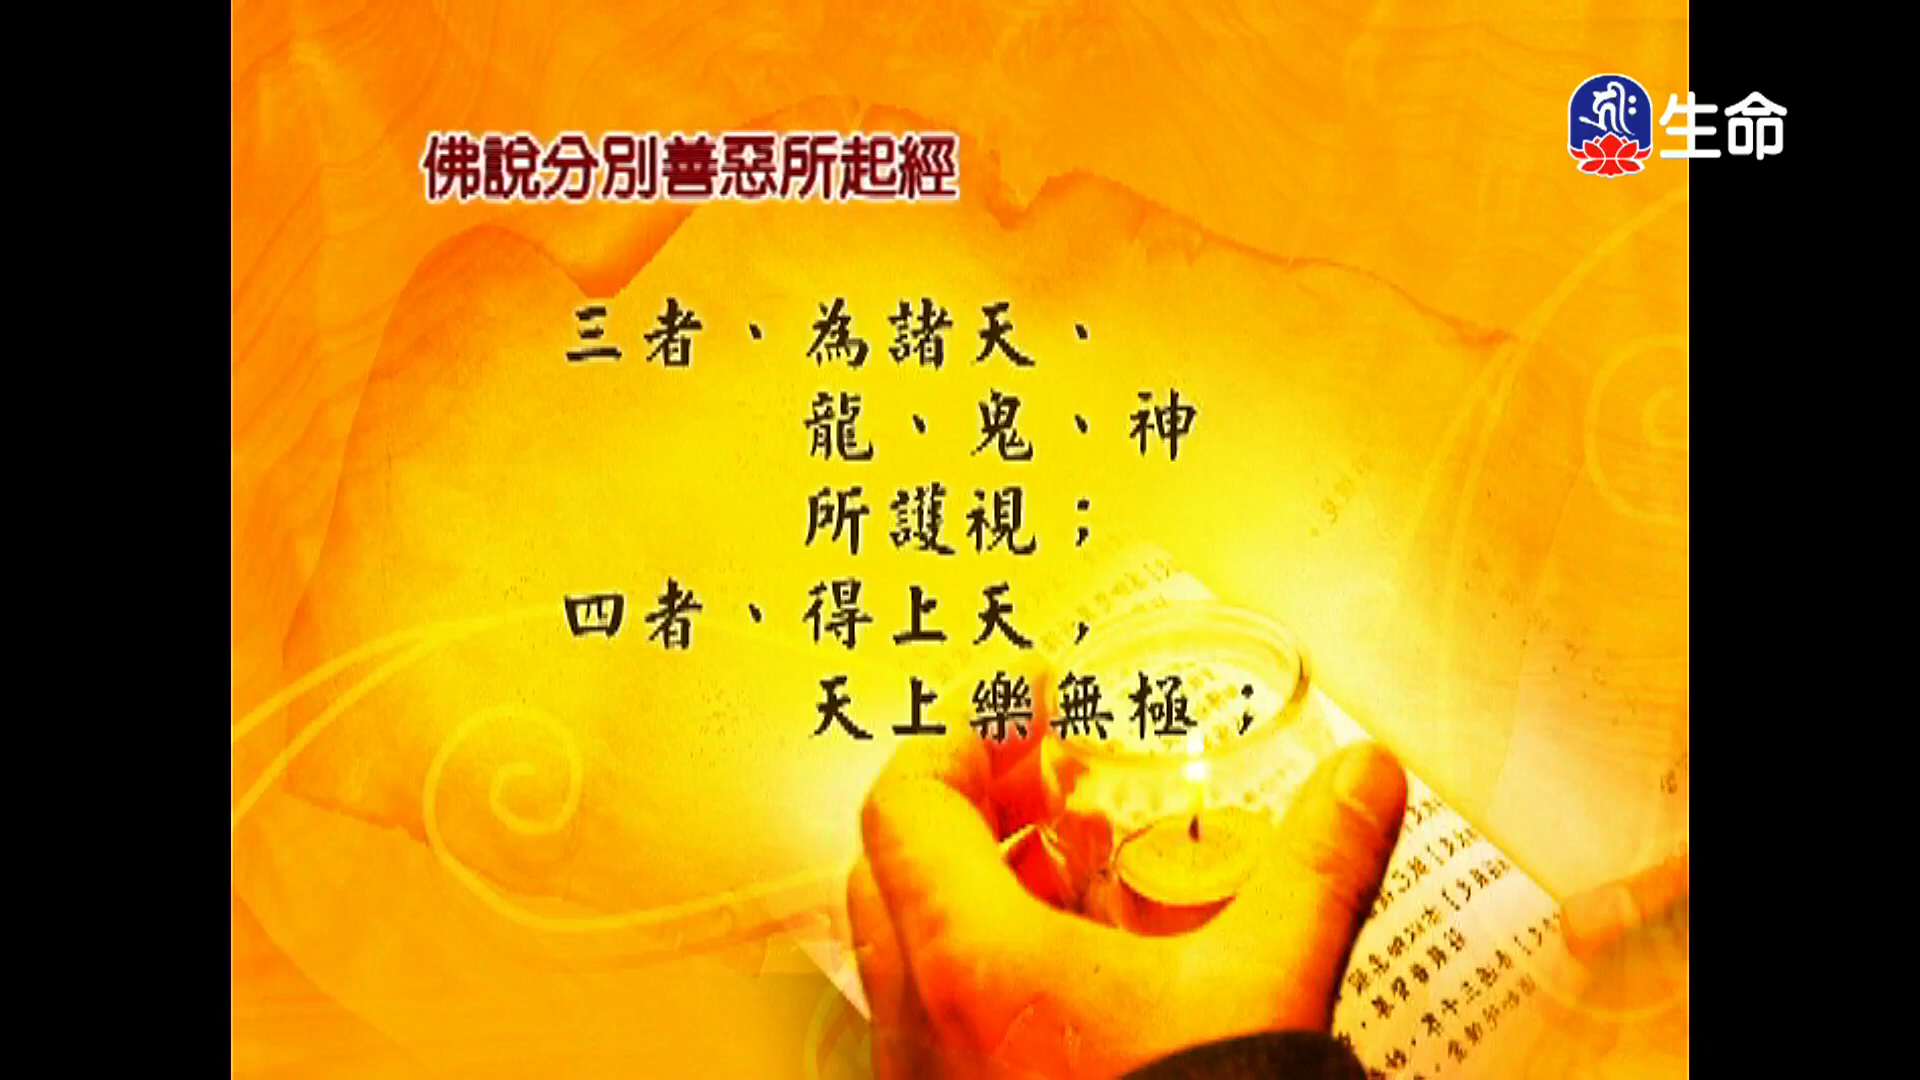 生命
佛說分別善惡所起經
三者、為諸天、
龍、鬼、神
所護視；
四者、得上天，
天上樂無極；